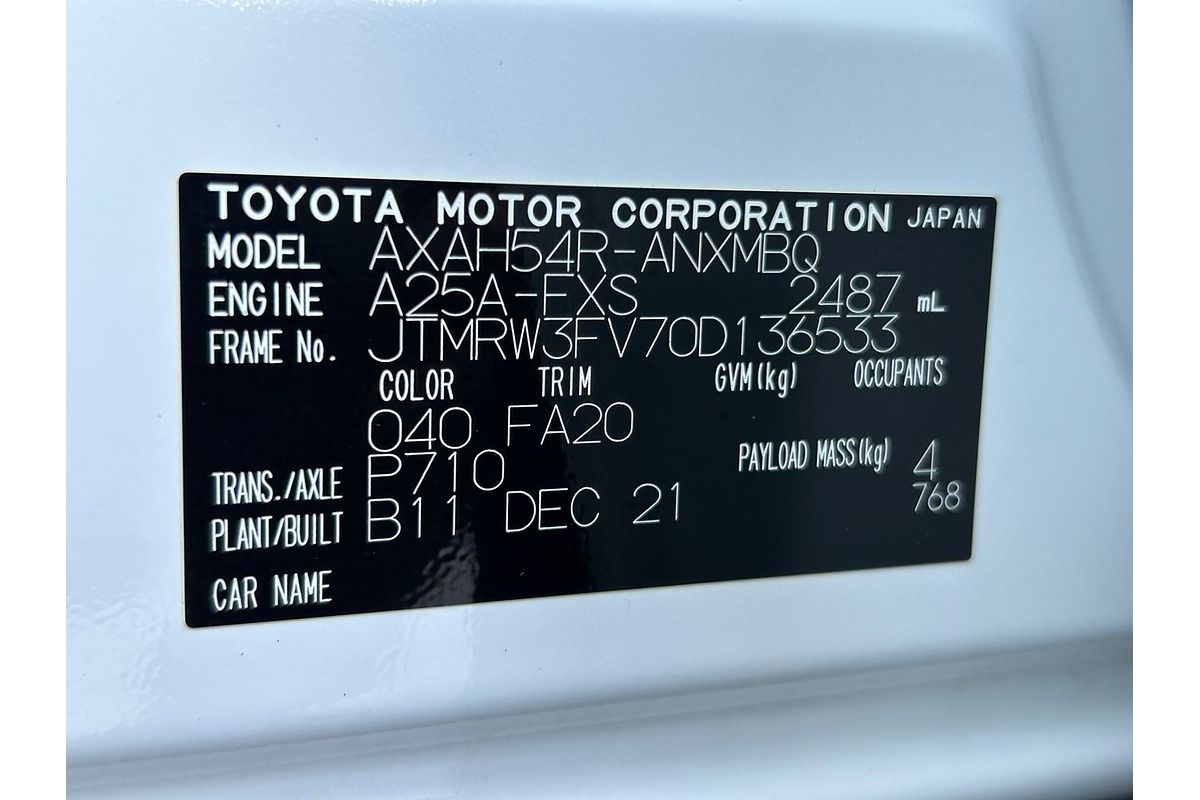 TOYOTA MOTOR CORPORATION JAPAN
MODEL AXAH54R-ANXMBQ
ENGINE A25A-FXS 2487 mL
FRAME No. JTMRW3FV70D136533
COLOR TRIM GVM(kg) OCCUPANTS
040 FA20
TRANS./AXLE P710 PAYLOAD MASS(kg) 4
PLANT/BUILT B11 DEC 21 768
CAR NAME